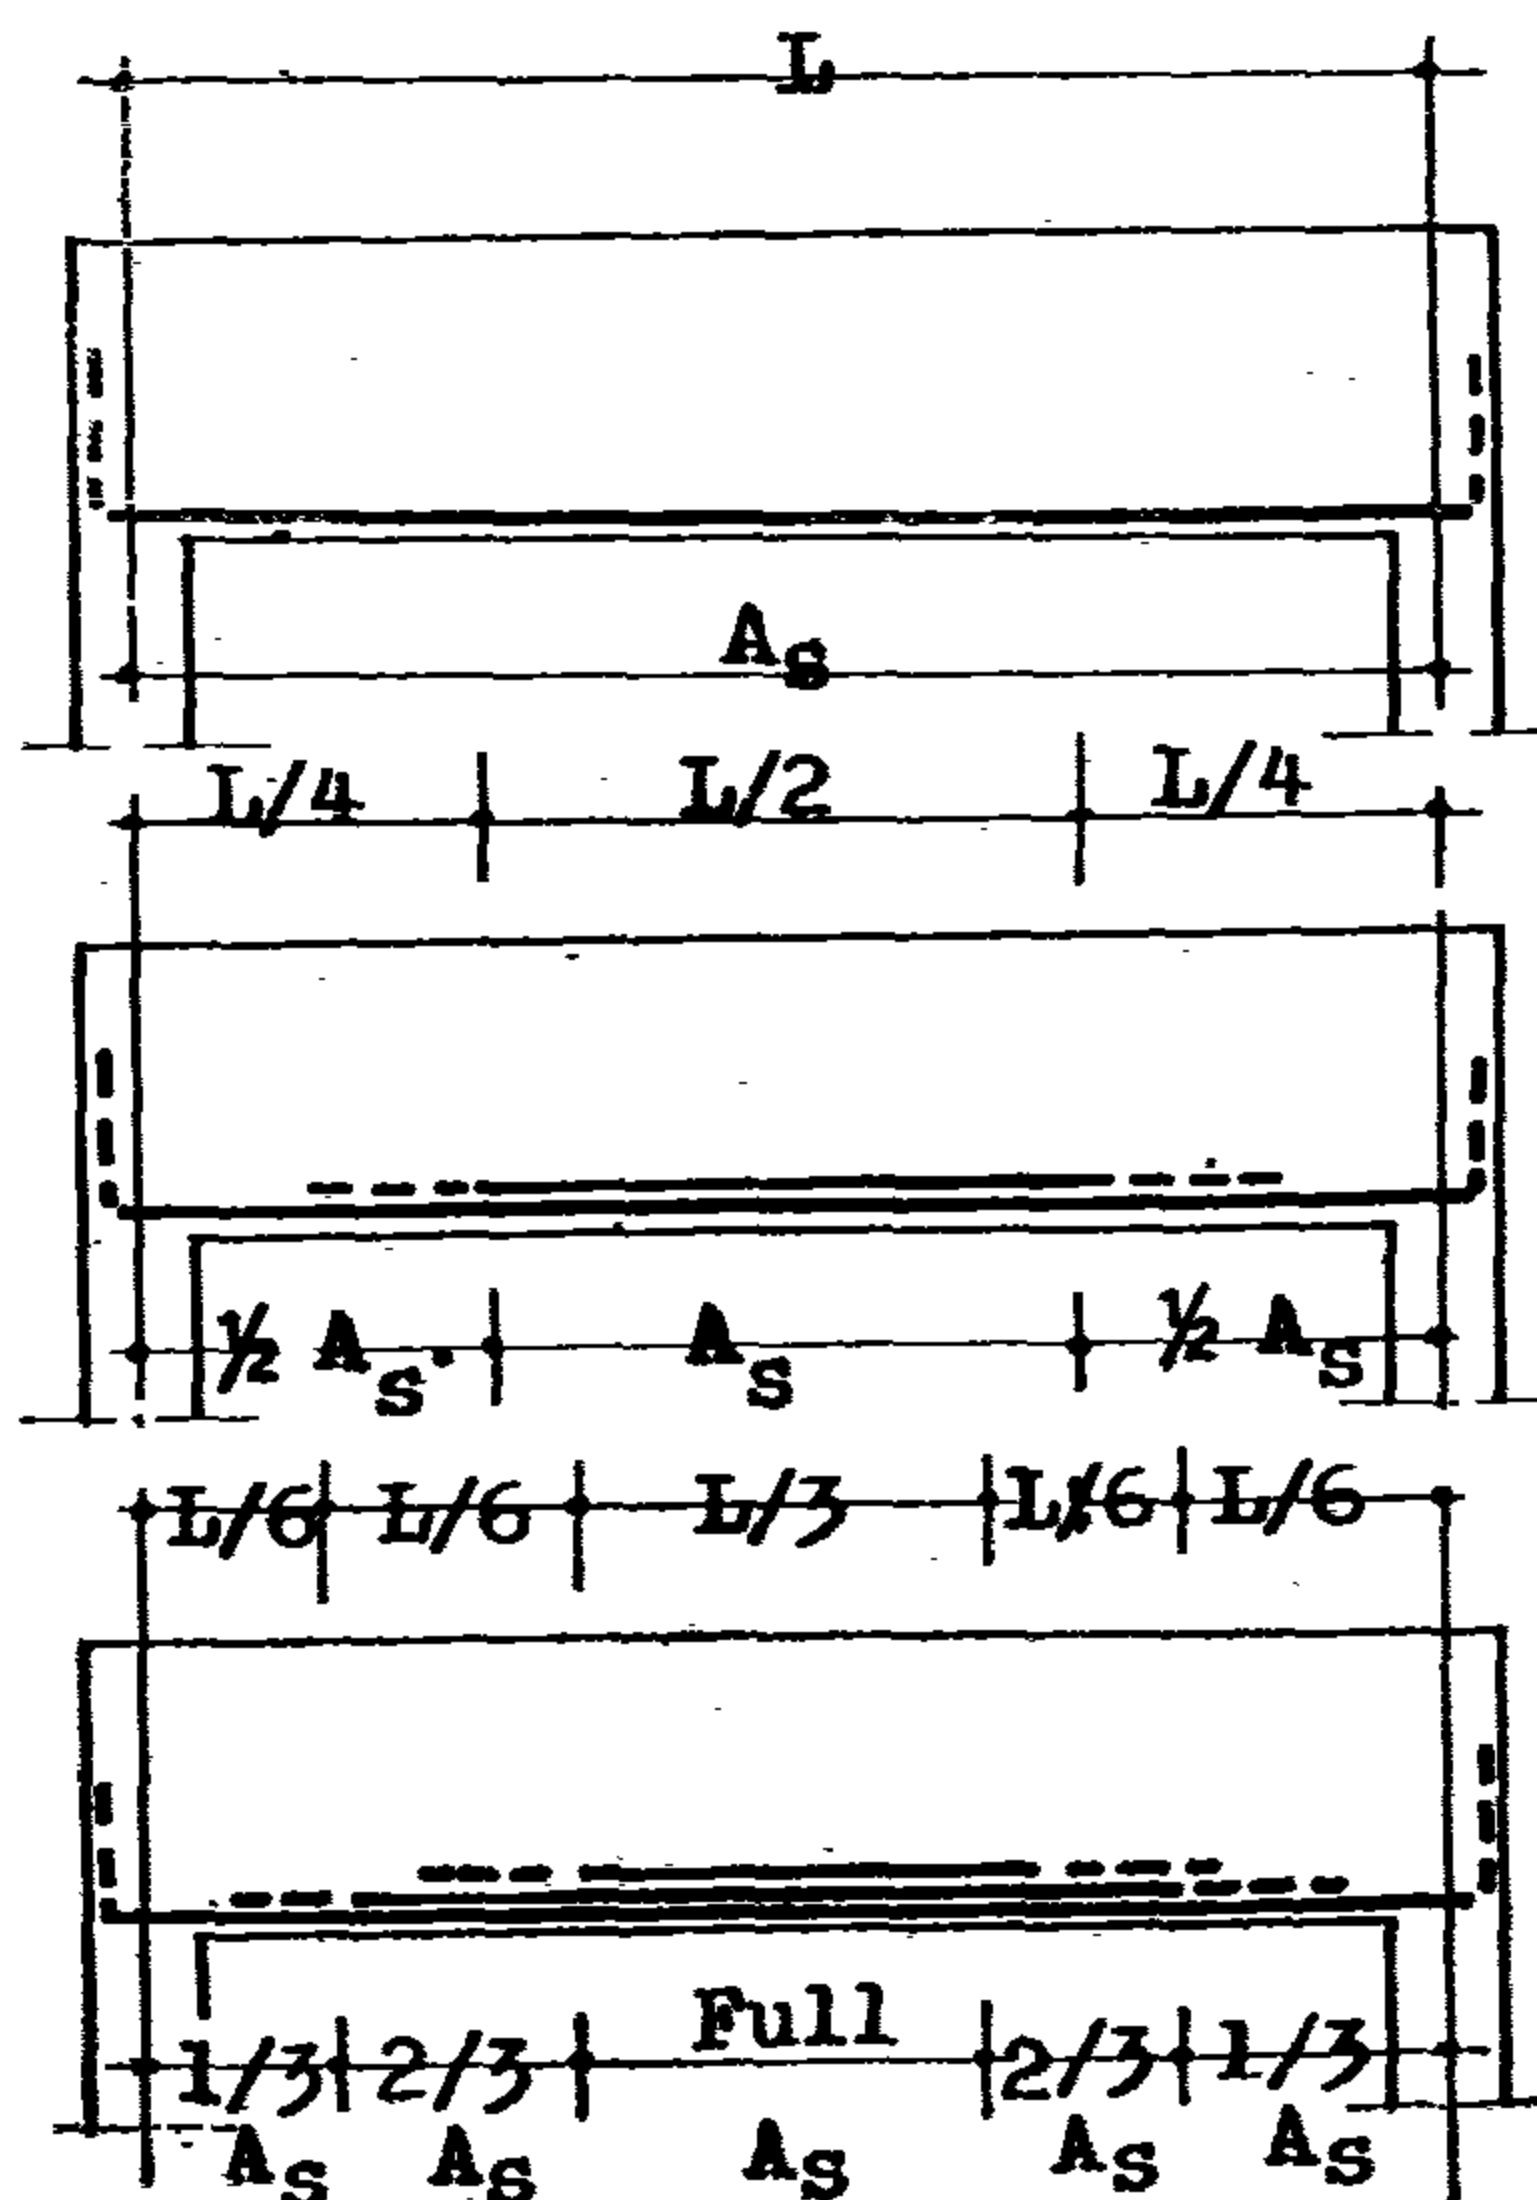 L
As
L/4 L/2 L/4
½ As. As ½ As
L/6 L/6 L/3 L/6 L/6
Full
1/3 2/3 2/3 1/3
As As As As As